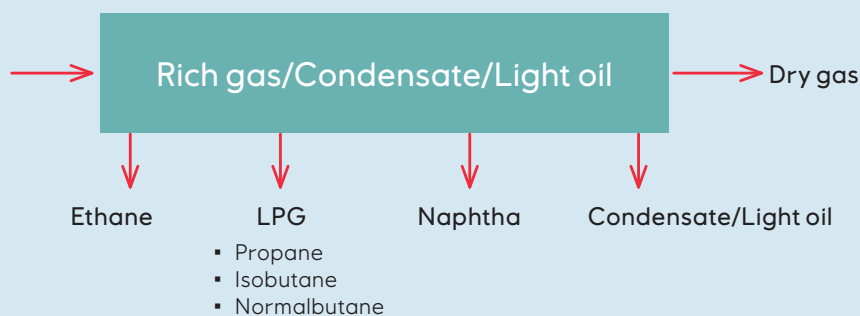 Rich gas/Condensate/Light oil
Dry gas
Ethane
LPG
▪ Propane
▪ Isobutane
▪ Normalbutane
Naphtha
Condensate/Light oil